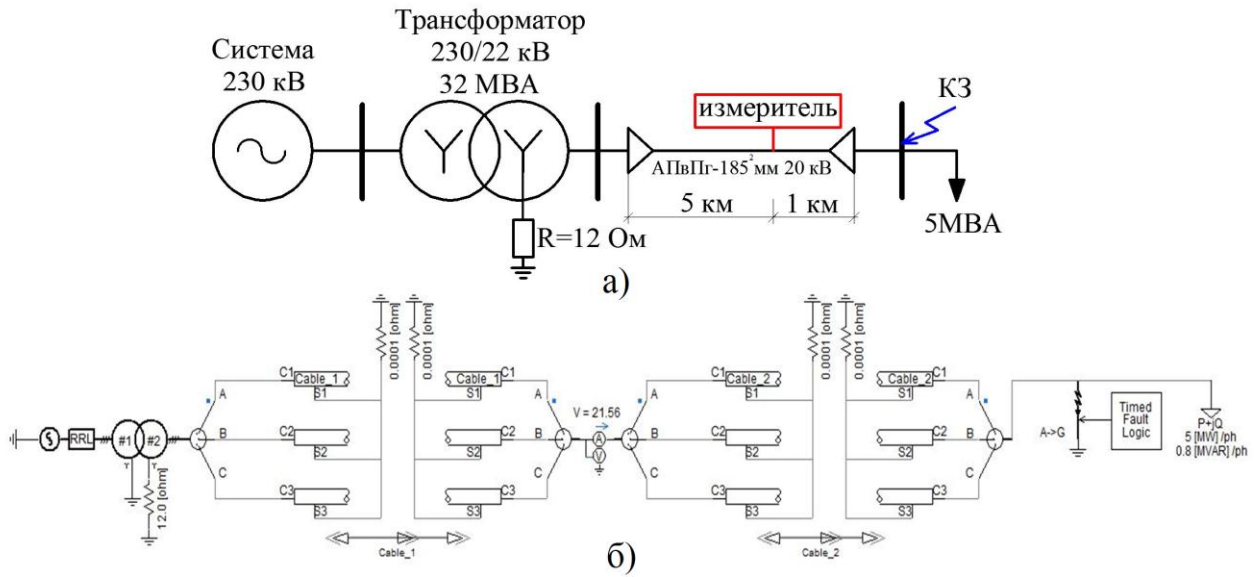 Система
230 кВ
Трансформатор
230/22 кВ
32 МВА
R=12 Ом
измеритель
АПвПг-185²мм 20 кВ
5 км
1 км
КЗ
5МВА
а)
RRL
#1
#2
Y
Y
12.0 [ohm]
A
B
C
C1
Cable_1
S1
C2
S2
C3
S3
0.0001 [ohm]
0.0001 [ohm]
C1
Cable_1
S1
C2
S2
C3
S3
A
B
C
Cable_1
V = 21.56
A
V
A
B
C
C1
Cable_2
S1
C2
S2
C3
S3
0.0001 [ohm]
0.0001 [ohm]
C1
Cable_2
S1
C2
S2
C3
S3
A
B
C
Cable_2
A->G
Timed
Fault
Logic
P+jQ
5 [MW] /ph
0.8 [MVAR] /ph
б)